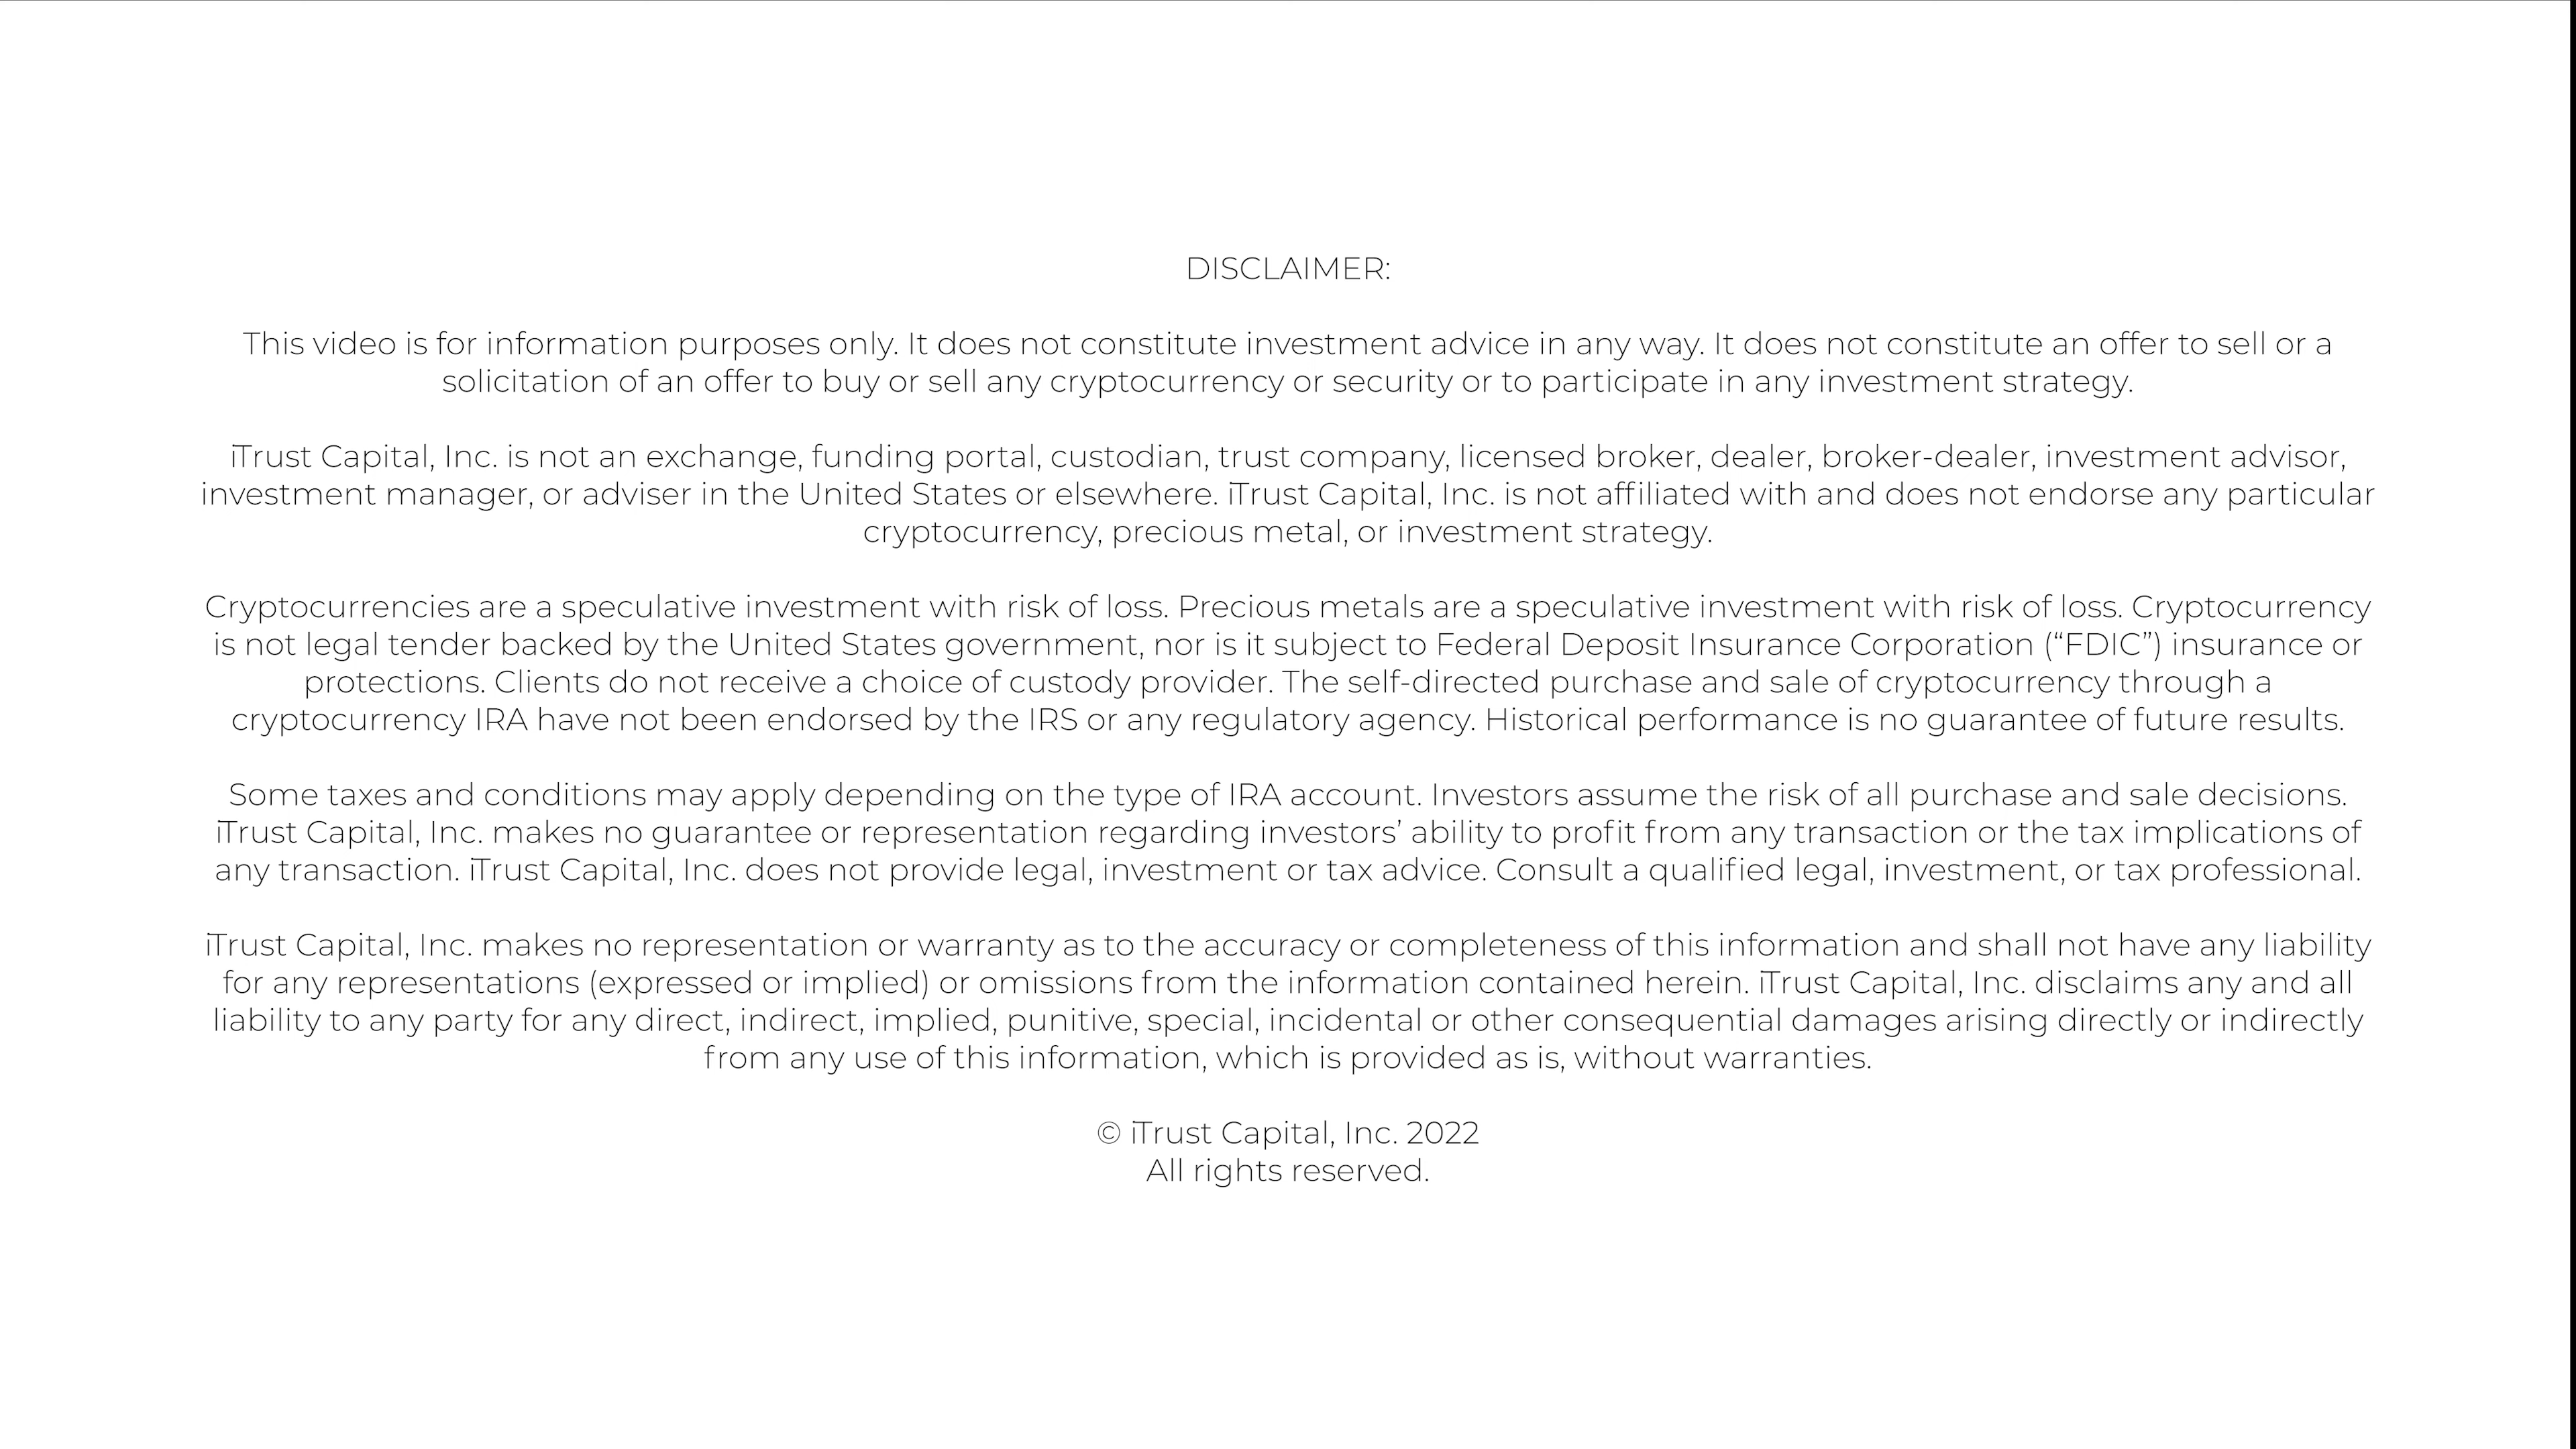 DISCLAIMER:
This video is for information purposes only. It does not constitute investment advice in any way. It does not constitute an offer to sell or a
solicitation of an offer to buy or sell any cryptocurrency or security or to participate in any investment strategy.
iTrust Capital, Inc. is not an exchange, funding portal, custodian, trust company, licensed broker, dealer, broker-dealer, investment advisor,
investment manager, or adviser in the United States or elsewhere. iTrust Capital, Inc. is not affiliated with and does not endorse any particular
cryptocurrency, precious metal, or investment strategy.
Cryptocurrencies are a speculative investment with risk of loss. Precious metals are a speculative investment with risk of loss. Cryptocurrency
is not legal tender backed by the United States government, nor is it subject to Federal Deposit Insurance Corporation (“FDIC”) insurance or
protections. Clients do not receive a choice of custody provider. The self-directed purchase and sale of cryptocurrency through a
cryptocurrency IRA have not been endorsed by the IRS or any regulatory agency. Historical performance is no guarantee of future results.
Some taxes and conditions may apply depending on the type of IRA account. Investors assume the risk of all purchase and sale decisions.
iTrust Capital, Inc. makes no guarantee or representation regarding investors’ ability to profit from any transaction or the tax implications of
any transaction. iTrust Capital, Inc. does not provide legal, investment or tax advice. Consult a qualified legal, investment, or tax professional.
iTrust Capital, Inc. makes no representation or warranty as to the accuracy or completeness of this information and shall not have any liability
for any representations (expressed or implied) or omissions from the information contained herein. iTrust Capital, Inc. disclaims any and all
liability to any party for any direct, indirect, implied, punitive, special, incidental or other consequential damages arising directly or indirectly
from any use of this information, which is provided as is, without warranties.
© iTrust Capital, Inc. 2022
All rights reserved.